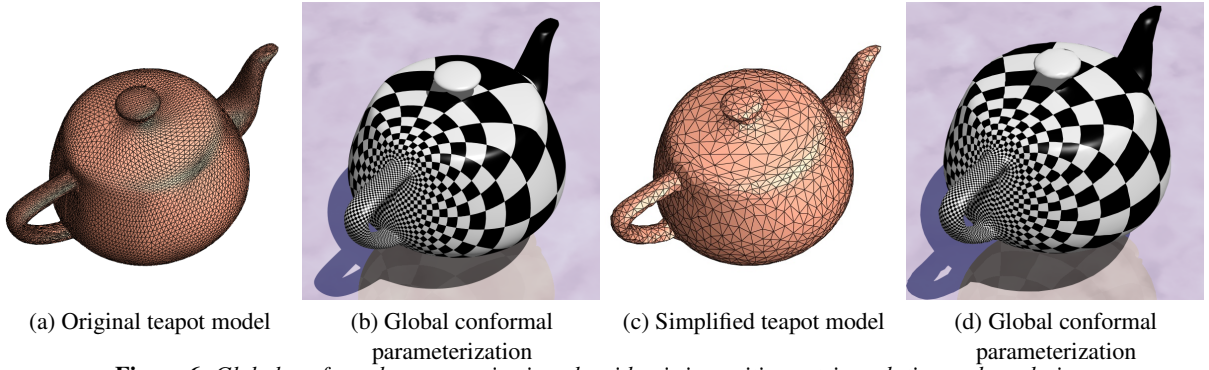 (a) Original teapot model
(b) Global conformal
parameterization
(c) Simplified teapot model
(d) Global conformal
parameterization